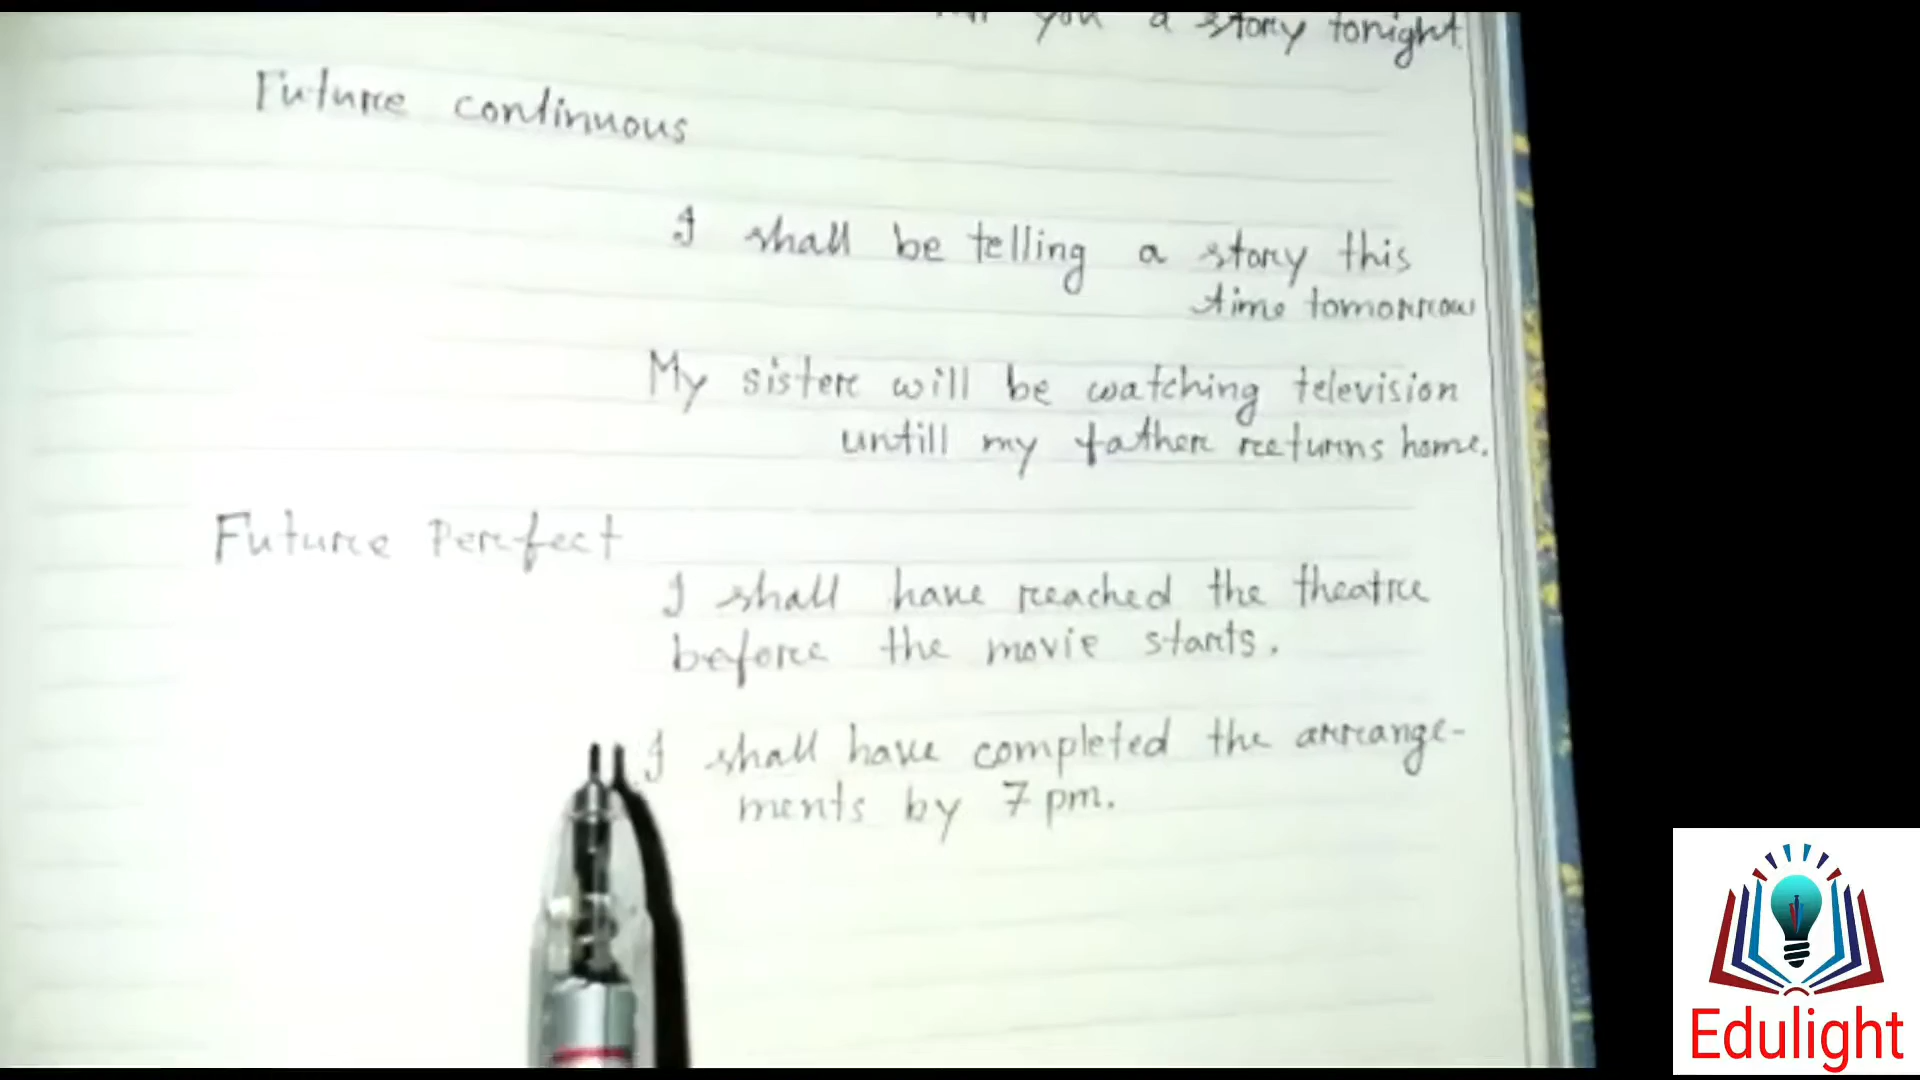 you a story tonight
Future continuous
I shall be telling a story this
time tomorrow
My sister will be watching television
untill my father returns home.
Future Perfect
I shall have reached the theatre
before the movie starts.
I shall have completed the arrange-
ments by 7 pm.
Edulight